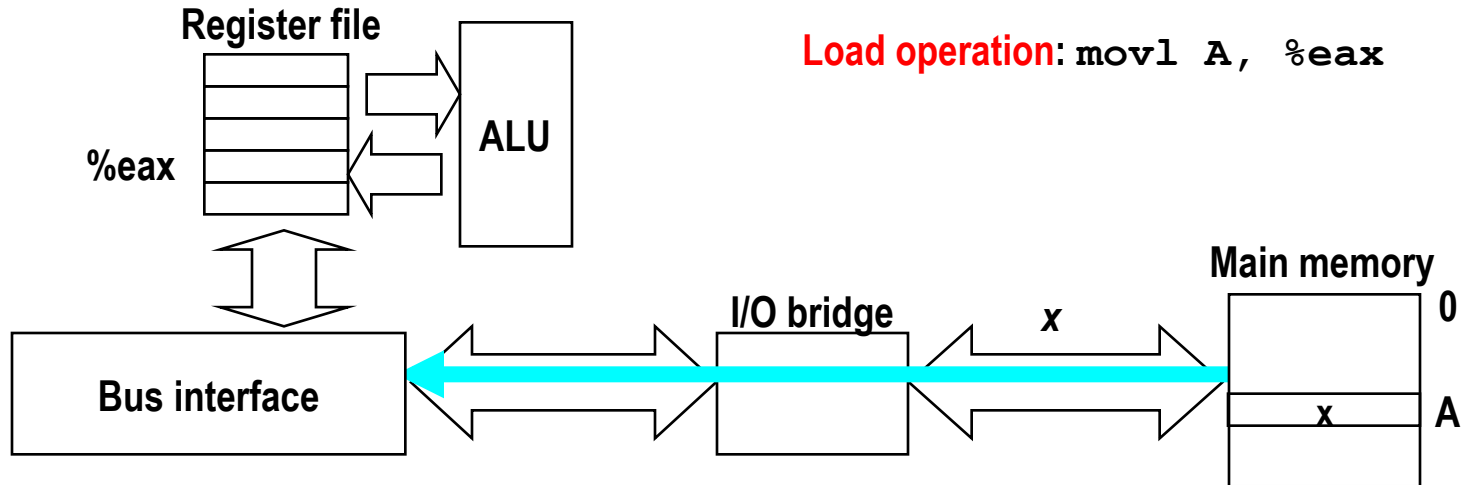 Register file
Load operation: movl A, %eax
ALU
%eax
Main memory
0
I/O bridge
x
Bus interface
x
A